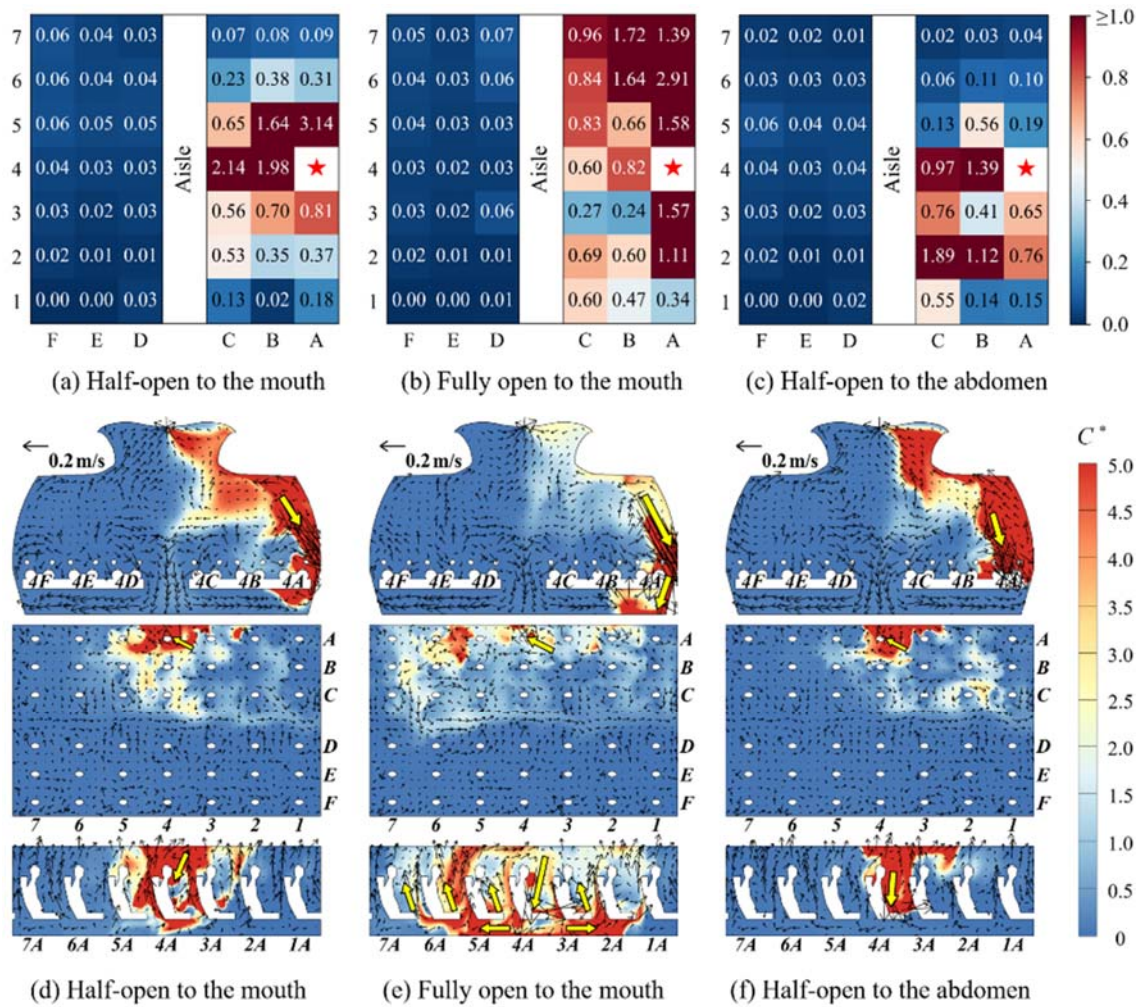 7 0.06 0.04 0.03 0.07 0.08 0.09 0.05 0.03 0.07 0.96 1.72 1.39 0.02 0.02 0.01 0.02 0.03 0.04 ≥1.0
6 0.06 0.04 0.04 0.23 0.38 0.31 0.04 0.03 0.06 0.84 1.64 2.91 0.03 0.03 0.03 0.06 0.11 0.10 0.8
5 0.06 0.05 0.05 0.65 1.64 3.14 0.04 0.03 0.03 0.83 0.66 1.58 0.06 0.04 0.04 0.13 0.56 0.19 0.6
4 0.04 0.03 0.03 Aisle 2.14 1.98 0.03 0.03 0.03 Aisle 0.60 0.82 0.04 0.03 0.04 Aisle 0.97 1.39
3 0.03 0.02 0.03 0.56 0.70 0.81 0.03 0.02 0.06 0.27 0.24 1.57 0.03 0.02 0.03 0.76 0.41 0.65 0.4
2 0.02 0.01 0.01 0.53 0.35 0.37 0.02 0.01 0.01 0.69 0.60 1.11 0.02 0.01 0.01 1.89 1.12 0.76 0.2
1 0.00 0.00 0.03 0.13 0.02 0.18 0.00 0.00 0.01 0.60 0.47 0.34 0.00 0.00 0.02 0.55 0.14 0.15 0.0
F E D C B A F E D C B A F E D C B A
(a) Half-open to the mouth (b) Fully open to the mouth (c) Half-open to the abdomen
0.2 m/s 0.2 m/s 0.2 m/s C*
4F 4E 4D 4C 4B 4A 4F 4E 4D 4C 4B 4A 4F 4E 4D 4C 4B 4A
5.0
4.5
4.0
3.5
3.0
2.5
2.0
1.5
1.0
0.5
0
A A A
B B B
C C C
D D D
E E E
F F F
7 6 5 4 3 2 1 7 6 5 4 3 2 1 7 6 5 4 3 2 1
7A 6A 5A 4A 3A 2A 1A 7A 6A 5A 4A 3A 2A 1A 7A 6A 5A 4A 3A 2A 1A
(d) Half-open to the mouth (e) Fully open to the mouth (f) Half-open to the abdomen